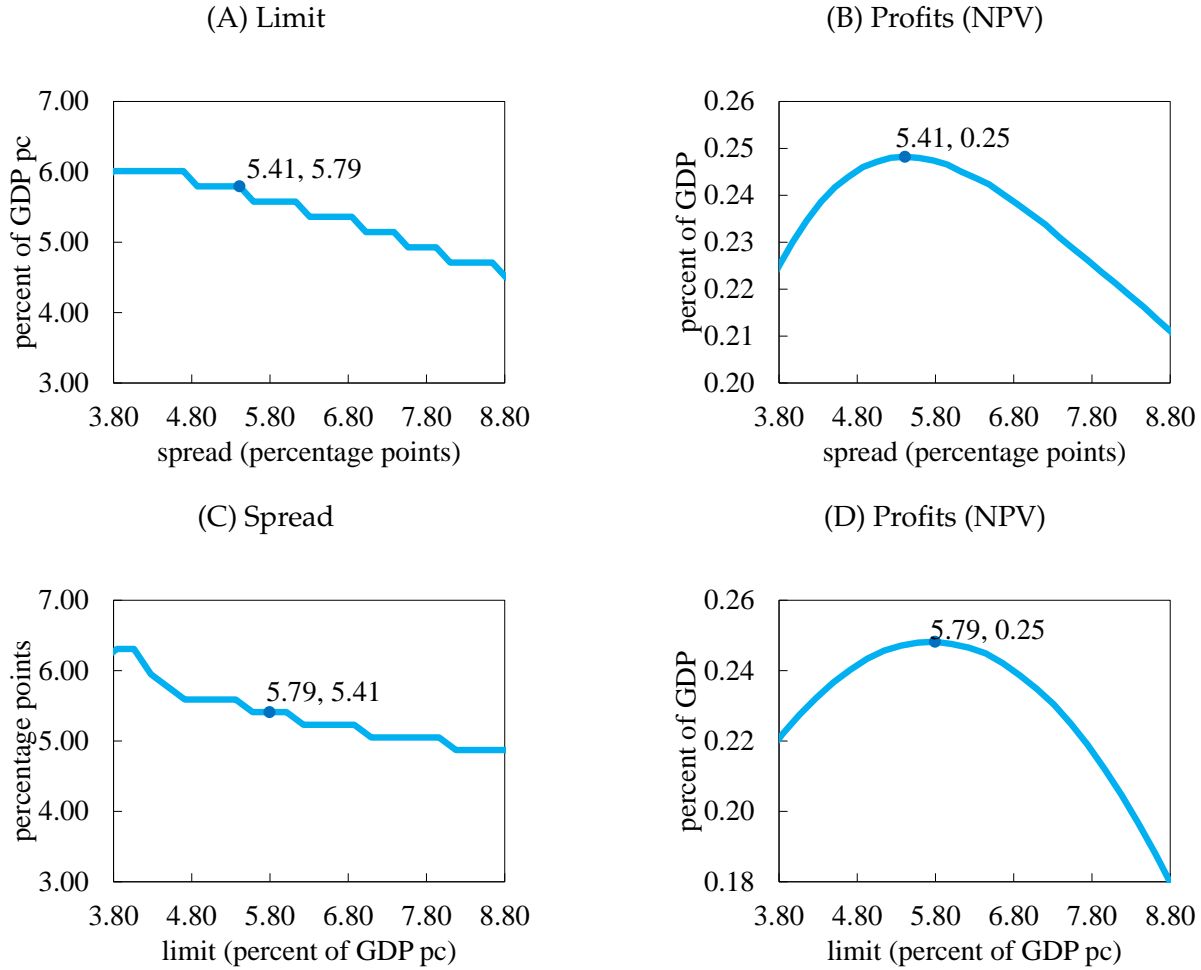 (A) Limit
percent of GDP pc
7.00
6.00
5.00
4.00
3.00
5.41, 5.79
3.80 4.80 5.80 6.80 7.80 8.80
spread (percentage points)
(B) Profits (NPV)
percent of GDP
0.26
0.25
0.24
0.23
0.22
0.21
0.20
5.41, 0.25
3.80 4.80 5.80 6.80 7.80 8.80
spread (percentage points)
(C) Spread
percentage points
7.00
6.00
5.00
4.00
3.00
5.79, 5.41
3.80 4.80 5.80 6.80 7.80 8.80
limit (percent of GDP pc)
(D) Profits (NPV)
percent of GDP
0.26
0.24
0.22
0.20
0.18
5.79, 0.25
3.80 4.80 5.80 6.80 7.80 8.80
limit (percent of GDP pc)